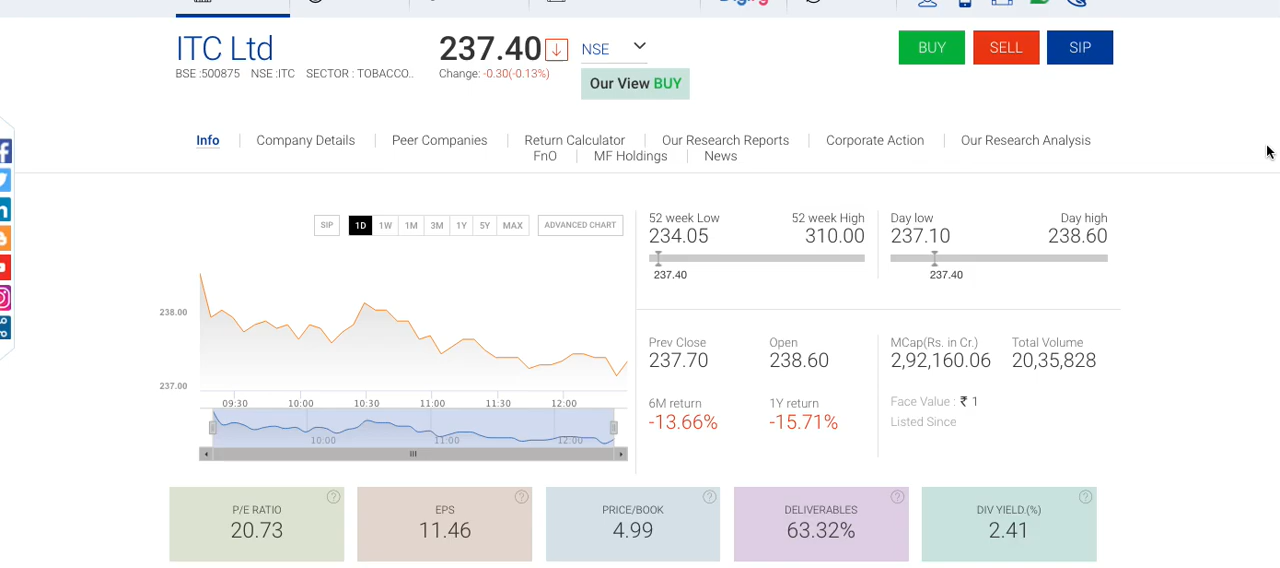 ITC Ltd
237.40
NSE
BUY
SELL
SIP
BSE :500875 NSE :ITC SECTOR : TOBACCO..
Change: -0.30(-0.13%)
Our View BUY
Info
Company Details
Peer Companies
Return Calculator
Our Research Reports
Corporate Action
Our Research Analysis
FnO
MF Holdings
News
SIP
1D
1W
1M
3M
1Y
5Y
MAX
ADVANCED CHART
238.00
237.00
09:30
10:00
10:30
11:00
11:30
12:00
10:00
11:00
12:00
52 week Low
52 week High
234.05
310.00
237.40
Day low
Day high
237.10
238.60
237.40
Prev Close
Open
237.70
238.60
6M return
1Y return
-13.66%
-15.71%
MCap(Rs. in Cr.)
Total Volume
2,92,160.06
20,35,828
Face Value : ₹ 1
Listed Since
P/E RATIO
20.73
EPS
11.46
PRICE/BOOK
4.99
DELIVERABLES
63.32%
DIV YIELD.(%)
2.41